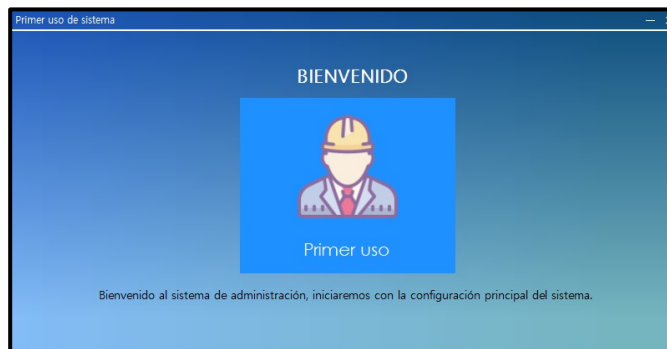 Primer uso de sistema
BIENVENIDO
Primer uso
Bienvenido al sistema de administración, iniciaremos con la configuración principal del sistema.